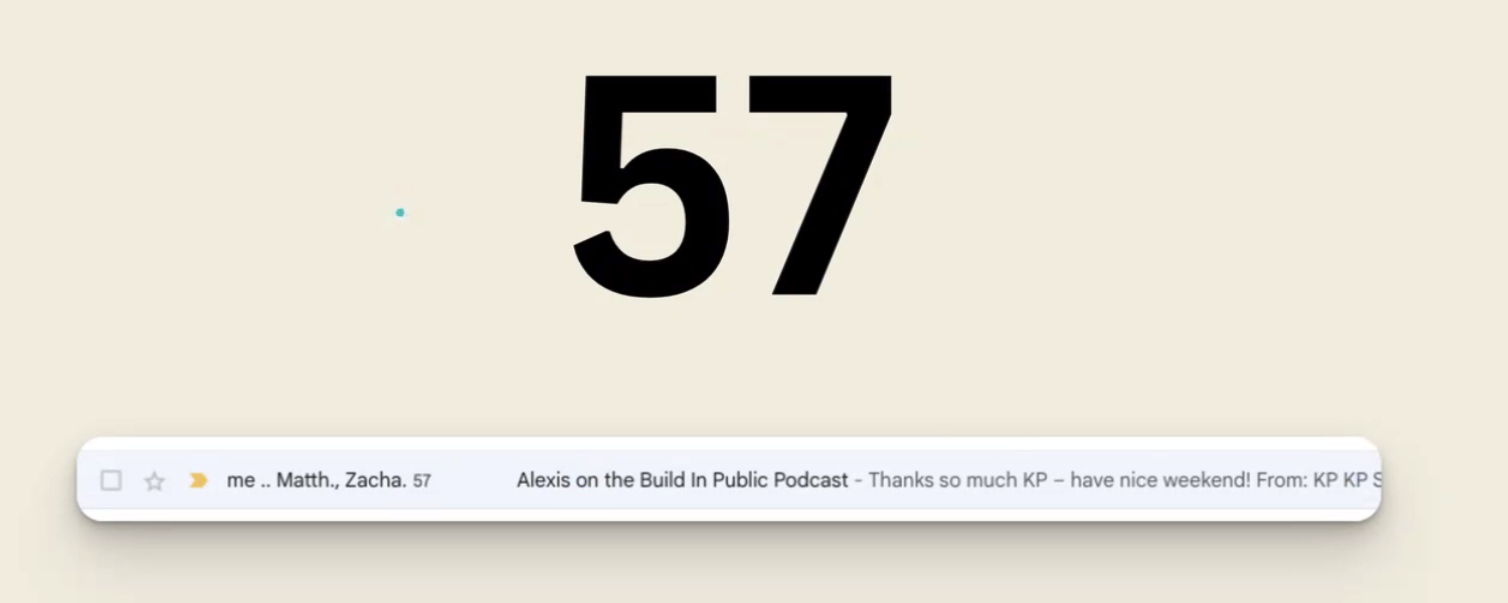 57
me .. Matth., Zacha. 57 Alexis on the Build In Public Podcast - Thanks so much KP – have nice weekend! From: KP KP S